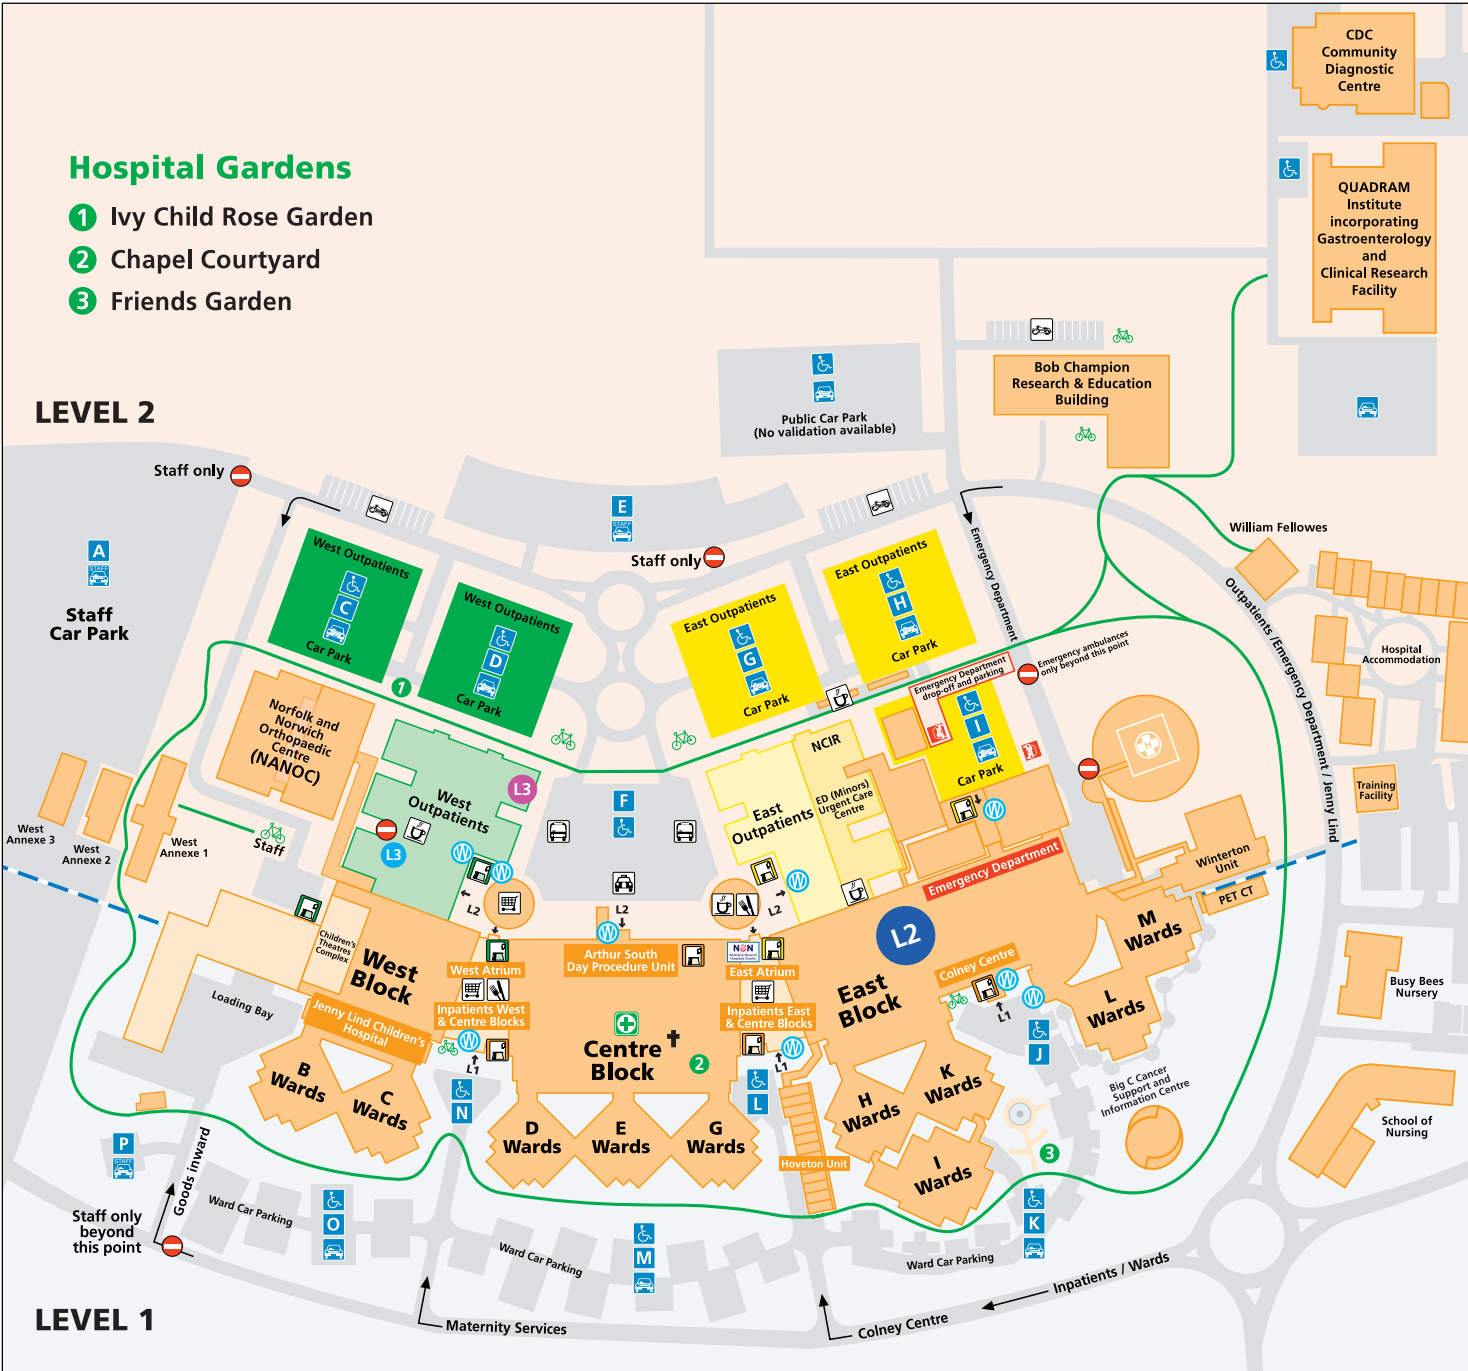 CDC
Community
Diagnostic
Centre
Hospital Gardens
1 Ivy Child Rose Garden
2 Chapel Courtyard
3 Friends Garden
QUADRAM
Institute
incorporating
Gastroenterology
and
Clinical Research
Facility
LEVEL 2
Public Car Park
(No validation available)
Bob Champion
Research & Education
Building
Staff only
A
STAFF
Staff
Car Park
E
STAFF
Staff only
Emergency Department
William Fellowes
Outpatients /Emergency Department / Jenny Lind
Hospital
Accommodation
Training
Facility
West Outpatients
C
Car Park
West Outpatients
D
Car Park
East Outpatients
G
Car Park
East Outpatients
H
Car Park
Emergency Department
drop-off and parking
I
Car Park
Emergency ambulances
only beyond this point
1
Norfolk and
Norwich
Orthopaedic
Centre
(NANOC)
West
Annexe 3
West
Annexe 2
West
Annexe 1
Staff
West
Outpatients
L3
L3
W
W
L2
F
NCIR
East
Outpatients
ED (Minors)
Urgent Care
Centre
W
W
L2
Emergency Department
Winterton
Unit
PET CT
L2
W
Arthur South
Day Procedure Unit
Children's
Theatres
Complex
West
Block
West Atrium
Inpatients West
& Centre Blocks
W
L1
N
Jenny Lind Children's
Hospital
Loading Bay
B
Wards
C
Wards
Centre
Block
2
D
Wards
E
Wards
G
Wards
N&N
East Atrium
Inpatients East
& Centre Blocks
W
L1
L
Hoveton Unit
L2
East
Block
Colney Centre
W
W
L1
J
M
Wards
L
Wards
K
Wards
H
Wards
I
Wards
Big C Cancer
Support and
Information Centre
3
Busy Bees
Nursery
School of
Nursing
P
STAFF
Goods inward
Staff only
beyond
this point
Ward Car Parking
O
Ward Car Parking
M
Ward Car Parking
K
Inpatients / Wards
Colney Centre
Maternity Services
LEVEL 1